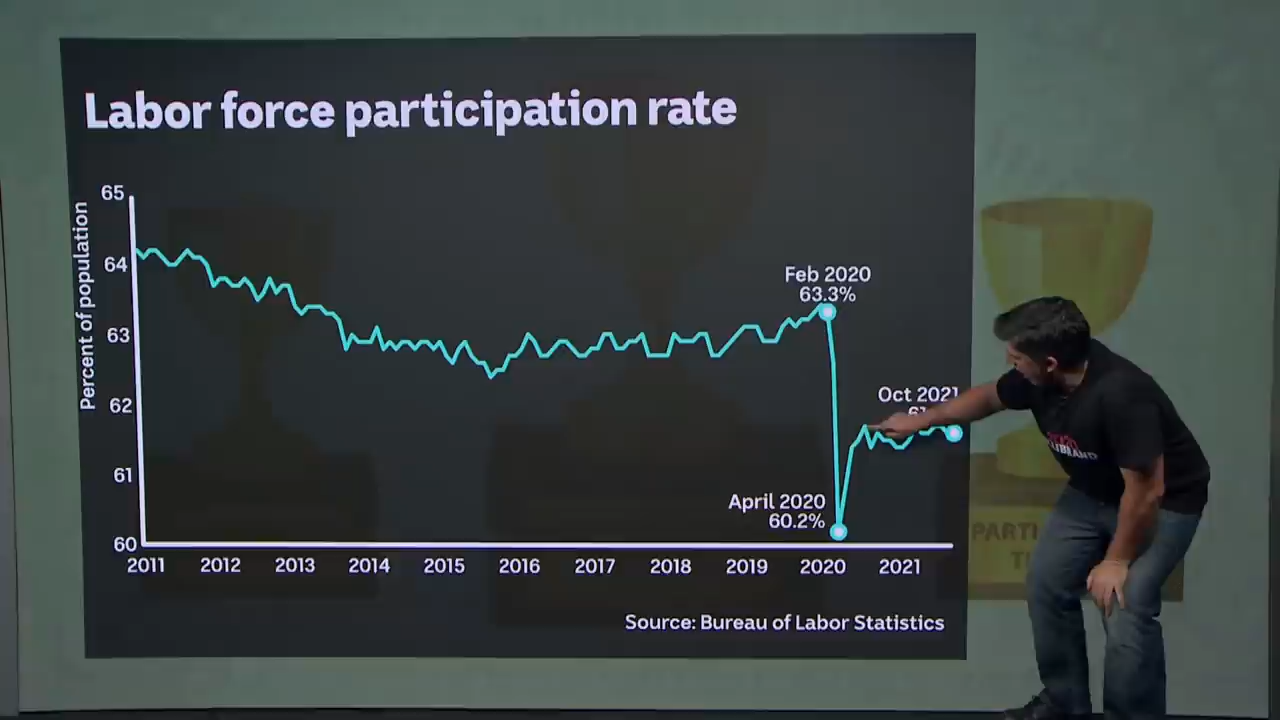 Labor force participation rate
Percent of population
65
64
63
62
61
60
Feb 2020
63.3%
Oct 2021
April 2020
60.2%
2011 2012 2013 2014 2015 2016 2017 2018 2019 2020 2021
Source: Bureau of Labor Statistics